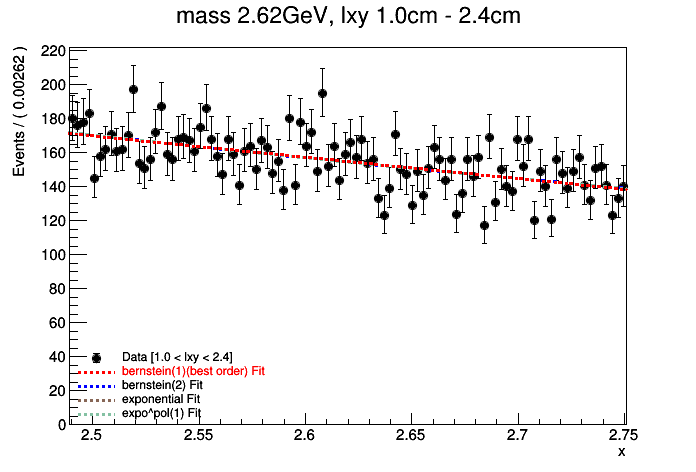 mass 2.62GeV, lxy 1.0cm - 2.4cm
Events / ( 0.00262 )
220
200
180
160
140
120
100
80
60
40
20
0
Data [1.0 < lxy < 2.4]
bernstein(1)(best order) Fit
bernstein(2) Fit
exponential Fit
expo^pol(1) Fit
2.5 2.55 2.6 2.65 2.7 2.75
x